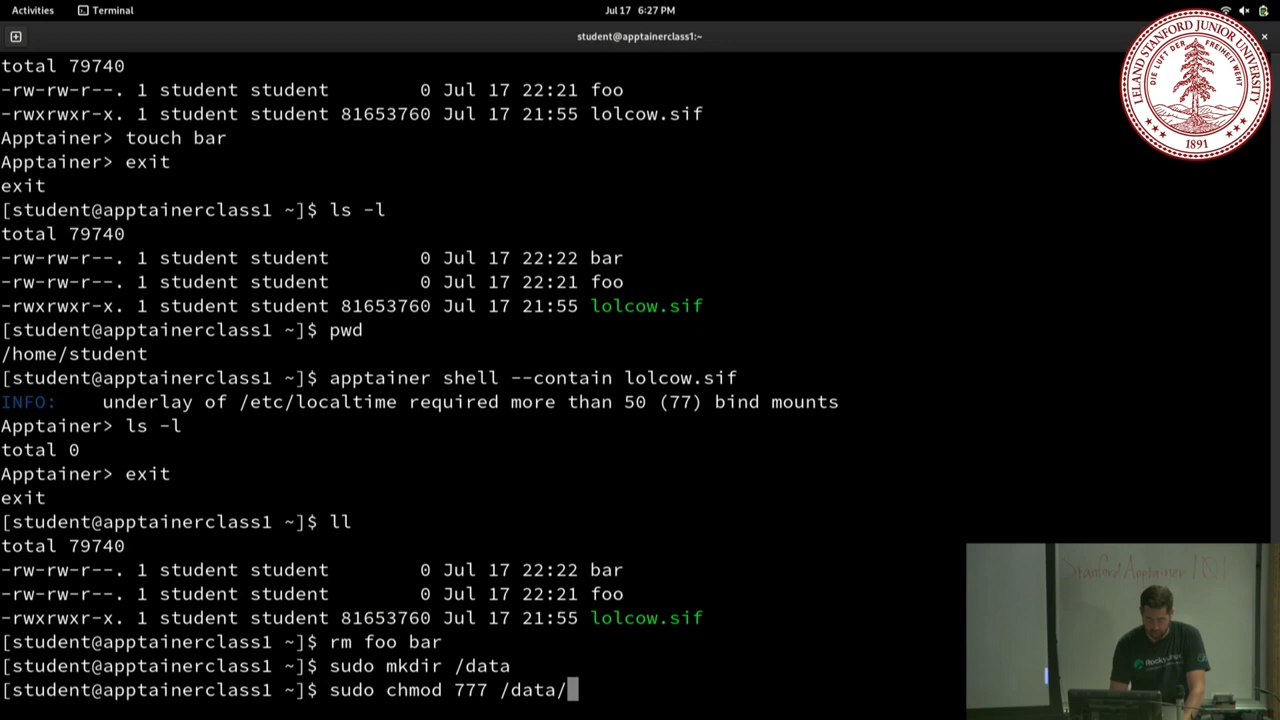 Activities Terminal Jul 17 6:27 PM
student@apptainerclass1:~
total 79740
-rw-rw-r--. 1 student student 0 Jul 17 22:21 foo
-rwxrwxr-x. 1 student student 81653760 Jul 17 21:55 lolcow.sif
Apptainer> touch bar
Apptainer> exit
exit
[student@apptainerclass1 ~]$ ls -l
total 79740
-rw-rw-r--. 1 student student 0 Jul 17 22:22 bar
-rw-rw-r--. 1 student student 0 Jul 17 22:21 foo
-rwxrwxr-x. 1 student student 81653760 Jul 17 21:55 lolcow.sif
[student@apptainerclass1 ~]$ pwd
/home/student
[student@apptainerclass1 ~]$ apptainer shell --contain lolcow.sif
INFO: underlay of /etc/localtime required more than 50 (77) bind mounts
Apptainer> ls -l
total 0
Apptainer> exit
exit
[student@apptainerclass1 ~]$ ll
total 79740
-rw-rw-r--. 1 student student 0 Jul 17 22:22 bar
-rw-rw-r--. 1 student student 0 Jul 17 22:21 foo
-rwxrwxr-x. 1 student student 81653760 Jul 17 21:55 lolcow.sif
[student@apptainerclass1 ~]$ rm foo bar
[student@apptainerclass1 ~]$ sudo mkdir /data
[student@apptainerclass1 ~]$ sudo chmod 777 /data/
LELAND STANFORD JUNIOR UNIVERSITY
DIE LUFT DER FREIHEIT WEHT
1891
Stanford Apptainer 101